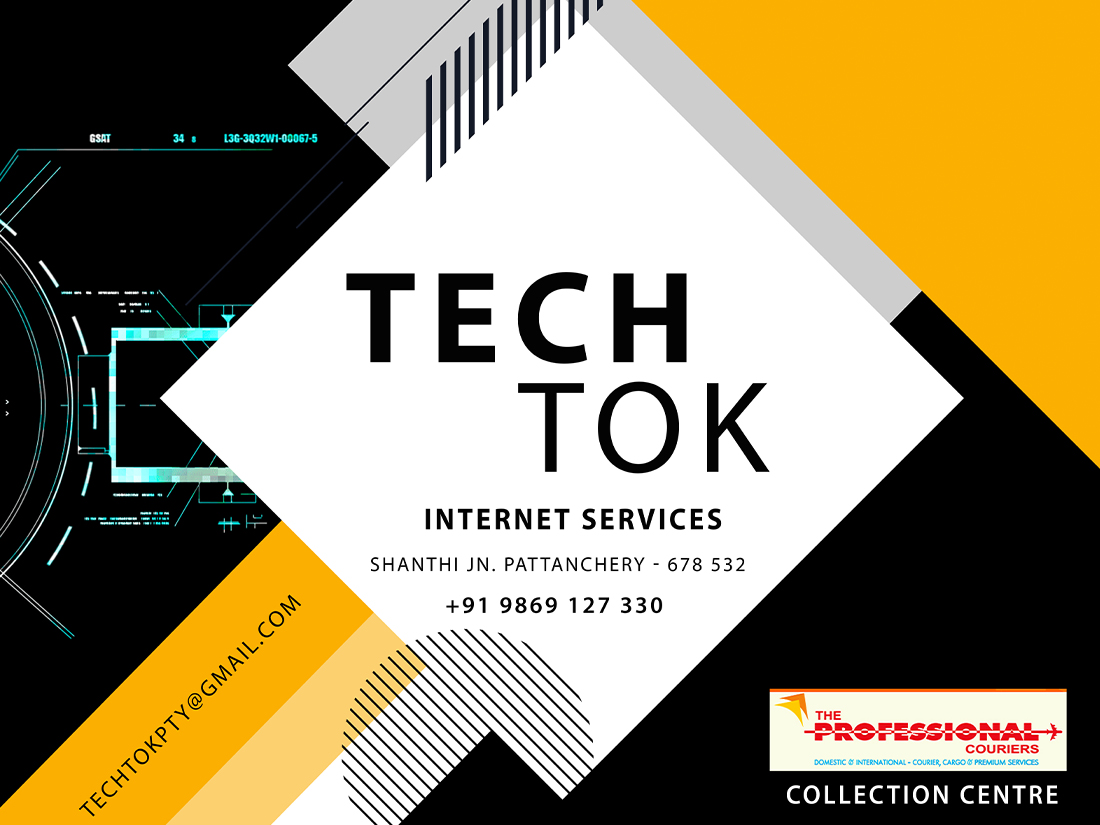 GSAT 34 s L3G-3Q32W1-00067-5
TECH
TOK
INTERNET SERVICES
SHANTHI JN. PATTANCHERY - 678 532
+91 9869 127 330
TECHTOKPTY@GMAIL.COM
THE
PROFESSIONAL
COURIERS
DOMESTIC & INTERNATIONAL - COURIER, CARGO & PREMIUM SERVICES
COLLECTION CENTRE